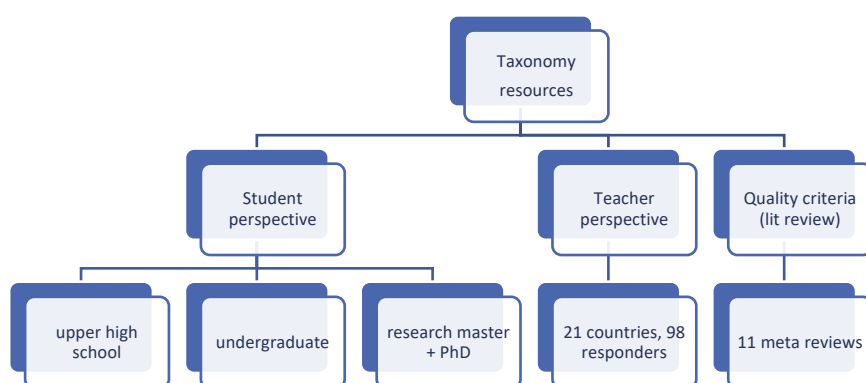 Taxonomy
resources
Student
perspective
Teacher
perspective
Quality criteria
(lit review)
upper high
school
undergraduate
research master
+ PhD
21 countries, 98
responders
11 meta reviews